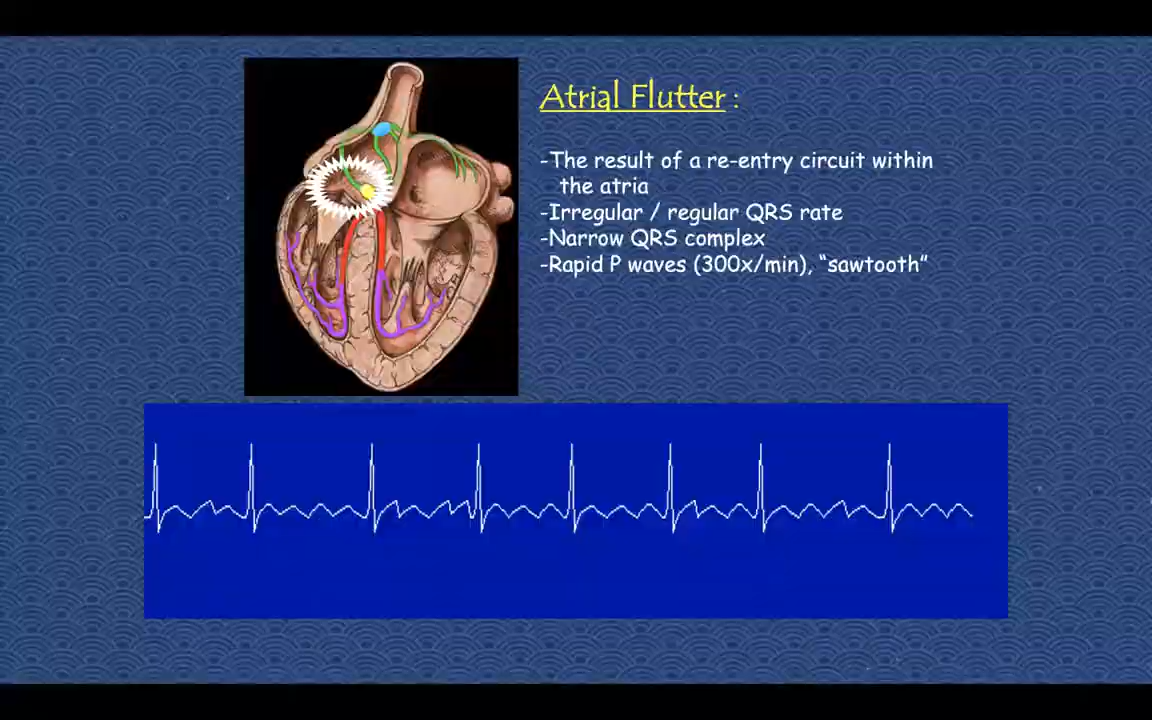 Atrial Flutter :
-The result of a re-entry circuit within
the atria
-Irregular / regular QRS rate
-Narrow QRS complex
-Rapid P waves (300x/min), “sawtooth”